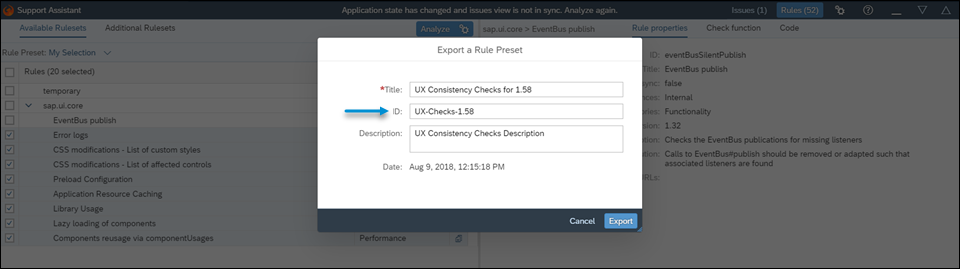 Support Assistant
Application state has changed and issues view is not in sync. Analyze again.
Issues (1)
Rules (52)
Available Rulesets
Additional Rulesets
Analyze
sap.ui.core > EventBus publish
Rule properties
Check function
Code
Rule Preset: My Selection
Rules (20 selected)
temporary
sap.ui.core
EventBus publish
Error logs
CSS modifications - List of custom styles
CSS modifications - List of affected controls
Preload Configuration
Application Resource Caching
Library Usage
Lazy loading of components
Components reusage via componentUsages
Performance
Export a Rule Preset
*Title: UX Consistency Checks for 1.58
ID: UX-Checks-1.58
Description: UX Consistency Checks Description
Date: Aug 9, 2018, 12:15:18 PM
Cancel
Export
ID: eventBusSilentPublish
Title: EventBus publish
sync: false
nces: Internal
ories: Functionality
rsion: 1.32
ption: Checks the EventBus publications for missing listeners
ution: Calls to EventBus#publish should be removed or adapted such that
associated listeners are found
URLs: